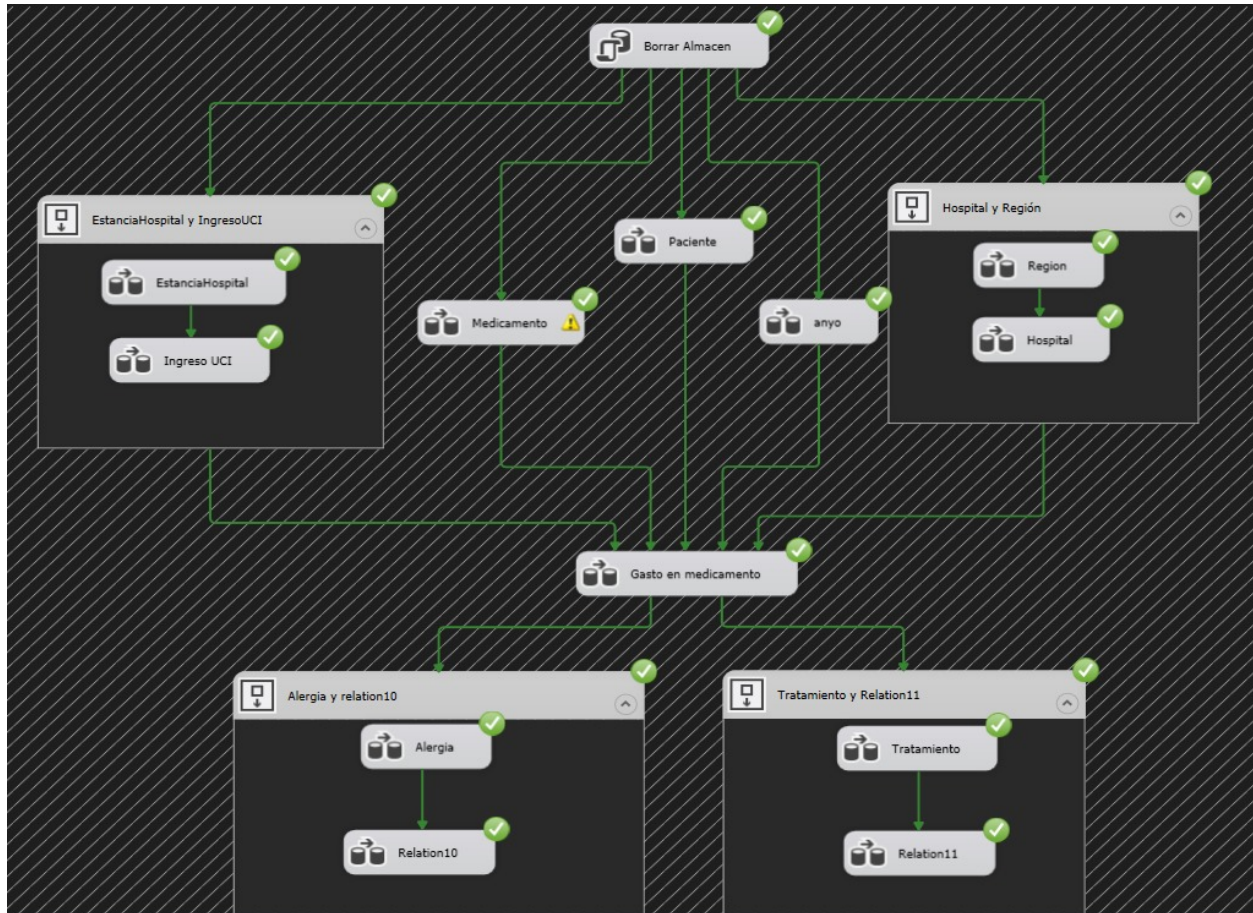 Borrar Almacen
EstanciaHospital y IngresoUCI
Hospital y Región
Paciente
Region
EstanciaHospital
Medicamento
anyo
Hospital
Ingreso UCI
Gasto en medicamento
Alergia y relation10
Tratamiento y Relation11
Alergia
Tratamiento
Relation10
Relation11